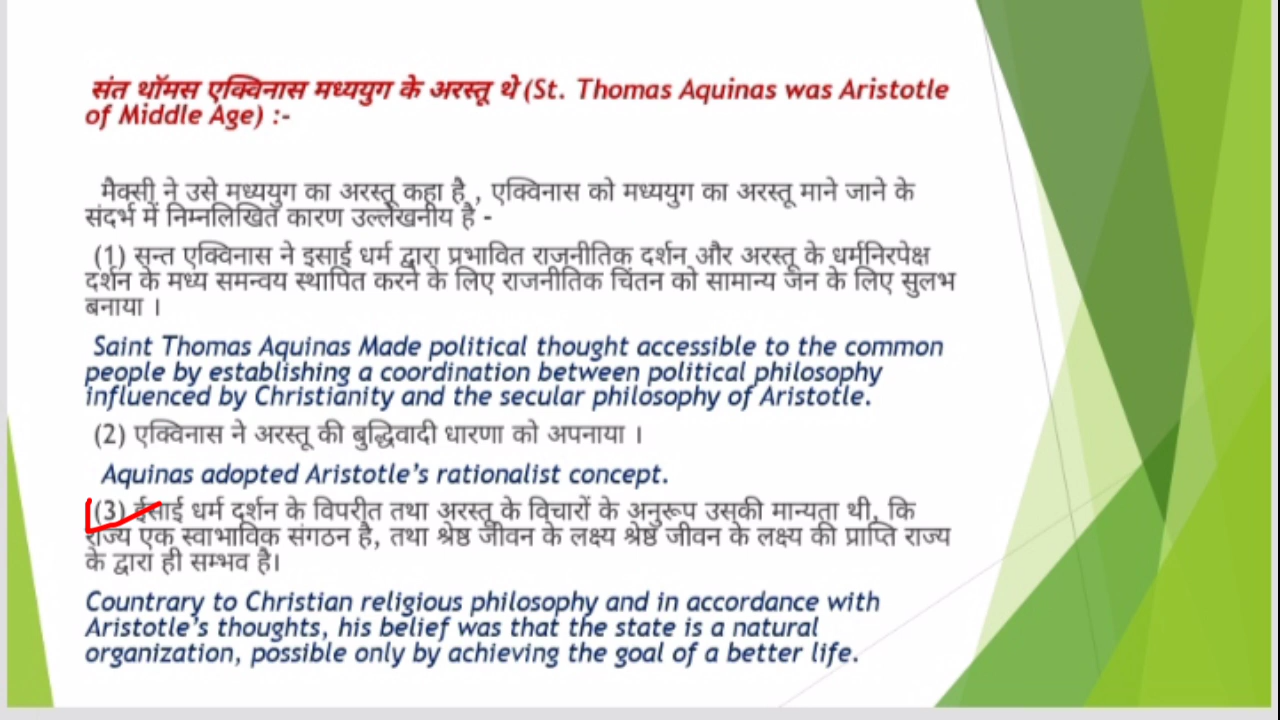 संत थॉमस एक्विनास मध्ययुग के अरस्तू थे (St. Thomas Aquinas was Aristotle
of Middle Age) :-
मैक्सी ने उसे मध्ययुग का अरस्तू कहा है , एक्विनास को मध्ययुग का अरस्तू माने जाने के
संदर्भ में निम्नलिखित कारण उल्लेखनीय है -
(1) सन्त एक्विनास ने इसाई धर्म द्वारा प्रभावित राजनीतिक दर्शन और अरस्तू के धर्मनिरपेक्ष
दर्शन के मध्य समन्वय स्थापित करने के लिए राजनीतिक चिंतन को सामान्य जन के लिए सुलभ
बनाया ।
Saint Thomas Aquinas Made political thought accessible to the common
people by establishing a coordination between political philosophy
influenced by Christianity and the secular philosophy of Aristotle.
(2) एक्विनास ने अरस्तू की बुद्धिवादी धारणा को अपनाया ।
Aquinas adopted Aristotle's rationalist concept.
(3) ईसाई धर्म दर्शन के विपरीत तथा अरस्तू के विचारों के अनुरूप उसकी मान्यता थी, कि
राज्य एक स्वाभाविक संगठन है, तथा श्रेष्ठ जीवन के लक्ष्य श्रेष्ठ जीवन के लक्ष्य की प्राप्ति राज्य
के द्वारा ही सम्भव है।
Countrary to Christian religious philosophy and in accordance with
Aristotle's thoughts, his belief was that the state is a natural
organization, possible only by achieving the goal of a better life.